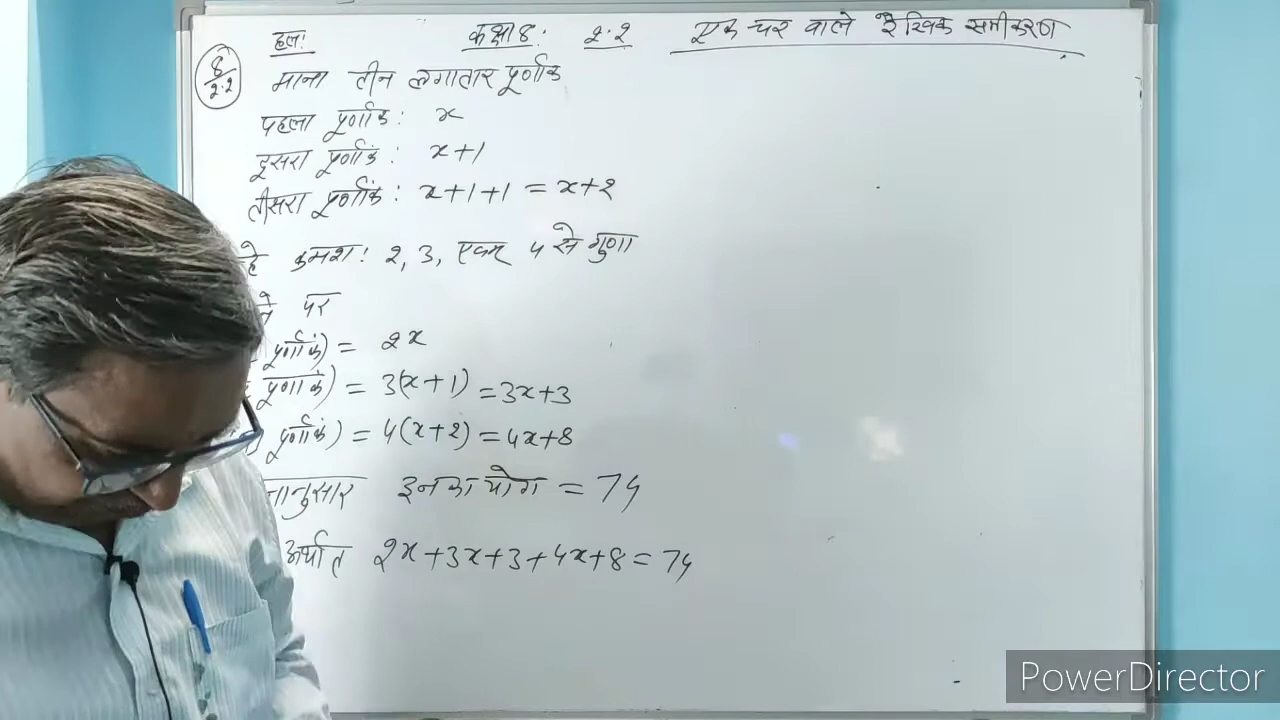 हलः कक्षा 8: 2.2 एक चर वाले रैखिक समीकरण
8/2.2 माना तीन लगातार पूर्णांक
पहला पूर्णांक: x
दूसरा पूर्णांक: x+1
तीसरा पूर्णांक: x+1+1 = x+2
हे क्रमशः 2, 3, एवम् 4 से गुणा
ने पर
पूर्णांक) = 2x
पूर्णांक) = 3(x+1) = 3x+3
पूर्णांक) = 4(x+2) = 4x+8
नानुसार इनका योग = 74
अर्थात 2x+3x+3+4x+8 = 74
PowerDirector